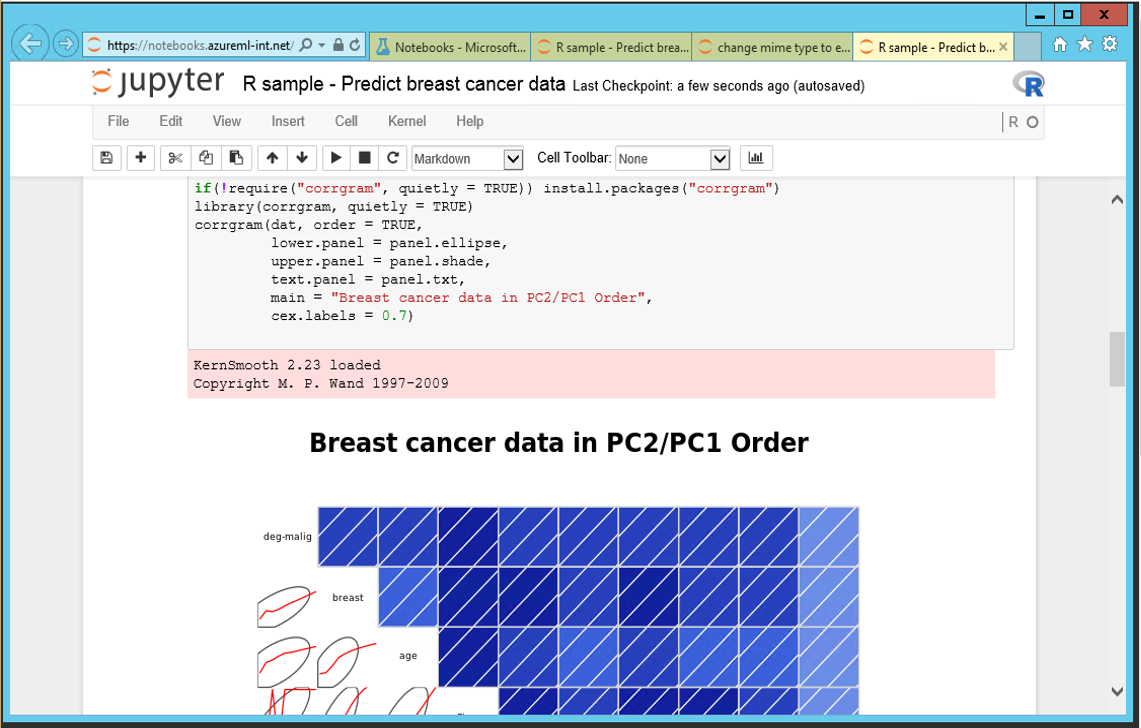 https://notebooks.azureml-int.net/
Notebooks - Microsoft...
R sample - Predict brea...
change mime type to e...
R sample - Predict b...
jupyter
R sample - Predict breast cancer data Last Checkpoint: a few seconds ago (autosaved)
R
File Edit View Insert Cell Kernel Help
R
Markdown
Cell Toolbar: None
if(!require("corrgram", quietly = TRUE)) install.packages("corrgram")
library(corrgram, quietly = TRUE)
corrgram(dat, order = TRUE,
lower.panel = panel.ellipse,
upper.panel = panel.shade,
text.panel = panel.txt,
main = "Breast cancer data in PC2/PC1 Order",
cex.labels = 0.7)
KernSmooth 2.23 loaded
Copyright M. P. Wand 1997-2009
Breast cancer data in PC2/PC1 Order
deg-malig
breast
age